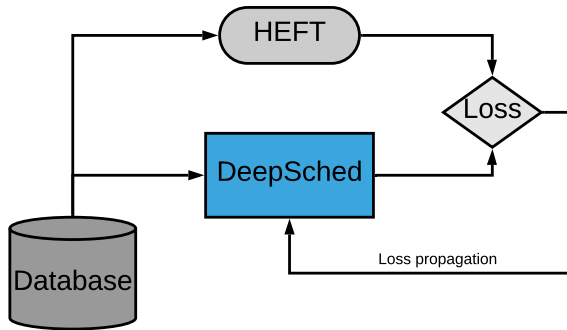 HEFT
Loss
DeepSched
Loss propagation
Database